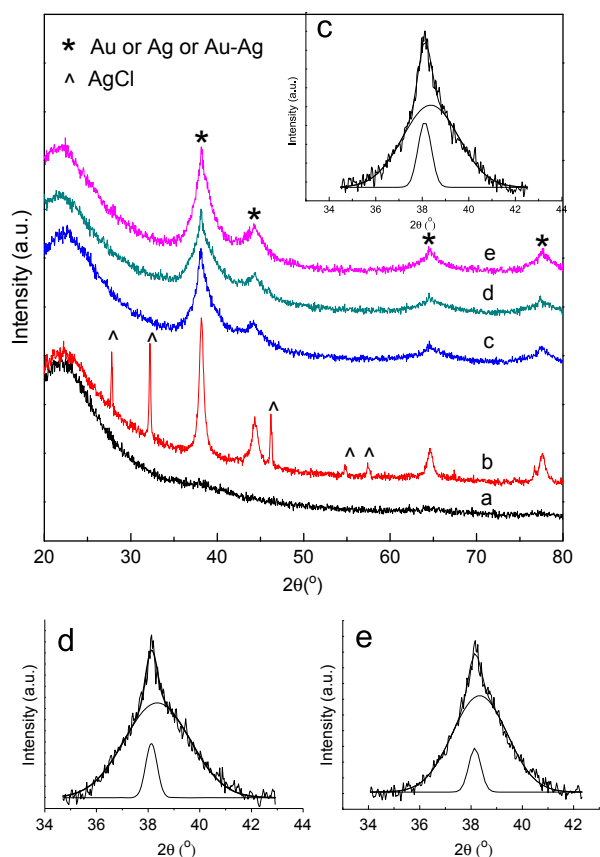 * Au or Ag or Au-Ag
^ AgCl
c
Intensity (a.u.)
34 36 38 40 42 44
2θ (°)
* * * *
e
d
c
^ ^ ^ ^ ^
b
a
Intensity (a.u.)
20 30 40 50 60 70 80
2θ(°)
d
Intensity (a.u.)
34 36 38 40 42 44
2θ (°)
e
Intensity (a.u.)
34 36 38 40 42
2θ (°)